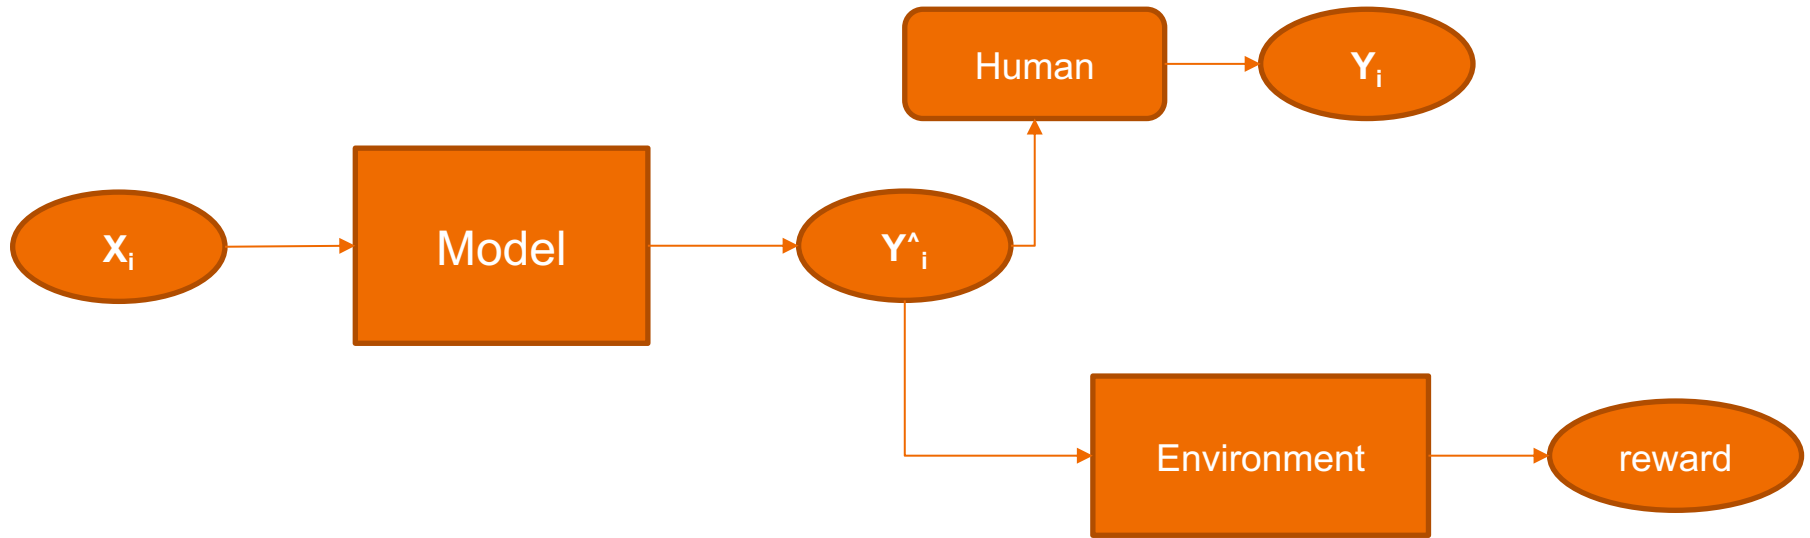 Human
Yᵢ
Xᵢ
Model
Y^ᵢ
Environment
reward